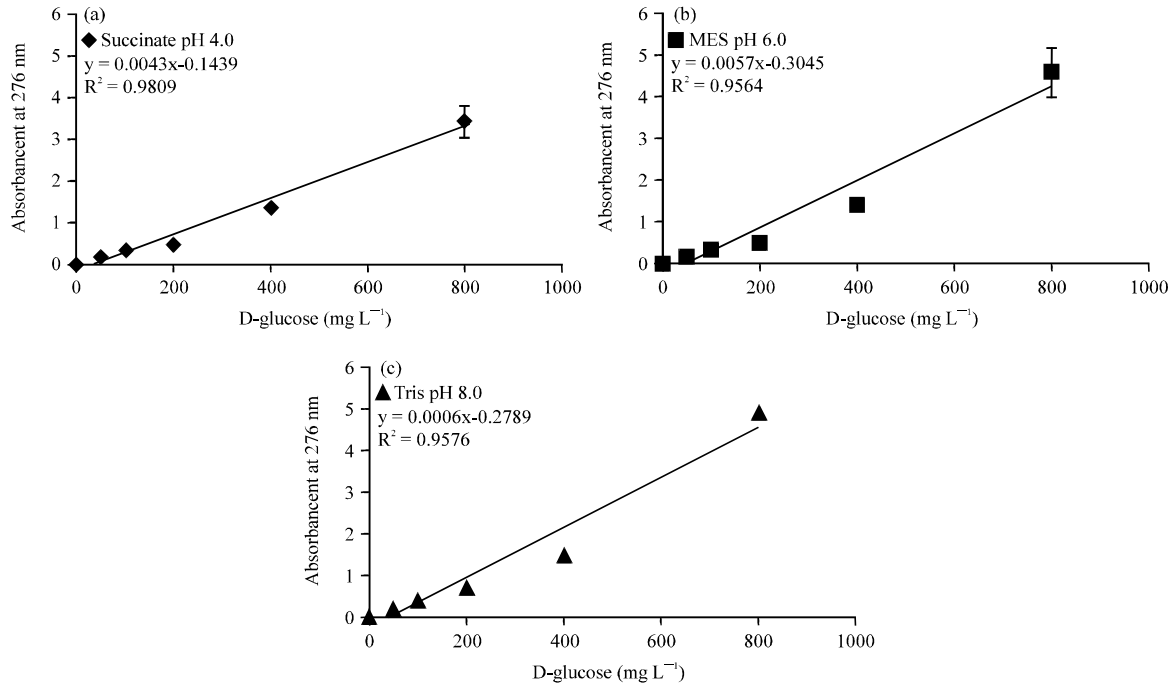 (a)
Succinate pH 4.0
y = 0.0043x-0.1439
R² = 0.9809
Absorbancent at 276 nm
6
5
4
3
2
1
0
0 200 400 600 800 1000
D-glucose (mg L⁻¹)
(b)
MES pH 6.0
y = 0.0057x-0.3045
R² = 0.9564
Absorbancent at 276 nm
6
5
4
3
2
1
0
0 200 400 600 800 1000
D-glucose (mg L⁻¹)
(c)
Tris pH 8.0
y = 0.0006x-0.2789
R² = 0.9576
Absorbancent at 276 nm
6
5
4
3
2
1
0
0 200 400 600 800 1000
D-glucose (mg L⁻¹)